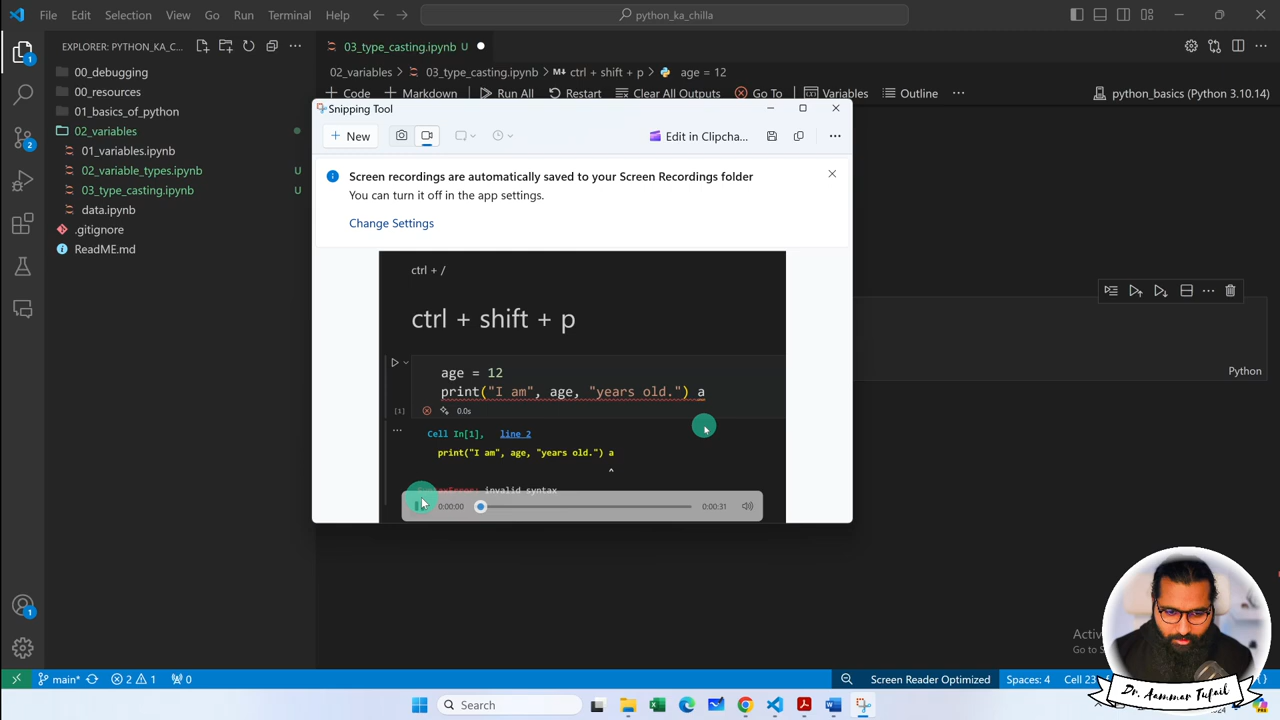 File Edit Selection View Go Run Terminal Help
python_ka_chilla
EXPLORER: PYTHON_KA_C...
03_type_casting.ipynb U
00_debugging
00_resources
01_basics_of_python
02_variables
01_variables.ipynb
02_variable_types.ipynb U
03_type_casting.ipynb U
data.ipynb
.gitignore
ReadME.md
02_variables > 03_type_casting.ipynb > ctrl + shift + p > age = 12
Code Markdown Run All Restart Clear All Outputs Go To Variables Outline ...
python_basics (Python 3.10.14)
Snipping Tool
New
Edit in Clipcha...
Screen recordings are automatically saved to your Screen Recordings folder
You can turn it off in the app settings.
Change Settings
ctrl + /
ctrl + shift + p
age = 12
print("I am", age, "years old.") a
[1] 0.0s
Cell In[1], line 2
print("I am", age, "years old.") a
^
SyntaxError: invalid syntax
0:00:00 0:00:31
Python
Activ
Go to S
main* 2 1 0
Screen Reader Optimized Spaces: 4 Cell 23
Search
Dr. Aammar Tufail